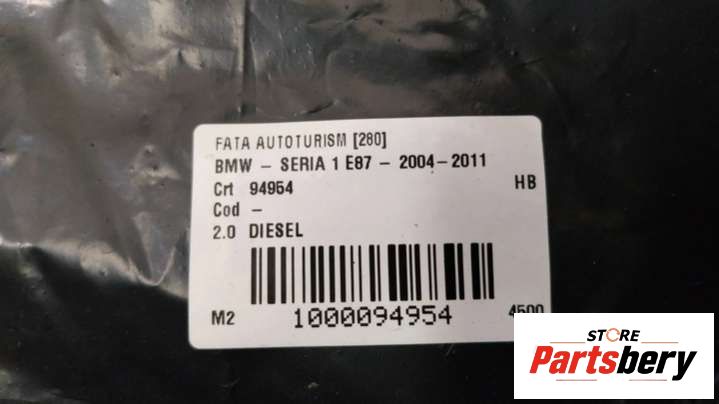 FATA AUTOTURISM [280]
BMW - SERIA 1 E87 - 2004-2011
Crt 94954 HB
Cod -
2.0 DIESEL
M2 1000094954 4500
STORE
Partsbery